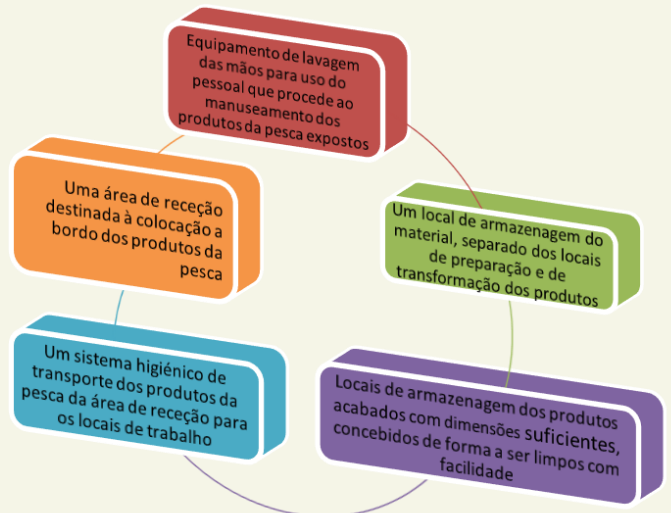 Equipamento de lavagem
das mãos para uso do
pessoal que procede ao
manuseamento dos
produtos da pesca expostos
Um local de armazenagem do
material, separado dos locais
de preparação e de
transformação dos produtos
Locais de armazenagem dos produtos
acabados com dimensões suficientes,
concebidos de forma a ser limpos com
facilidade
Um sistema higiénico de
transporte dos produtos da
pesca da área de receção para
os locais de trabalho
Uma área de receção
destinada à colocação a
bordo dos produtos da
pesca